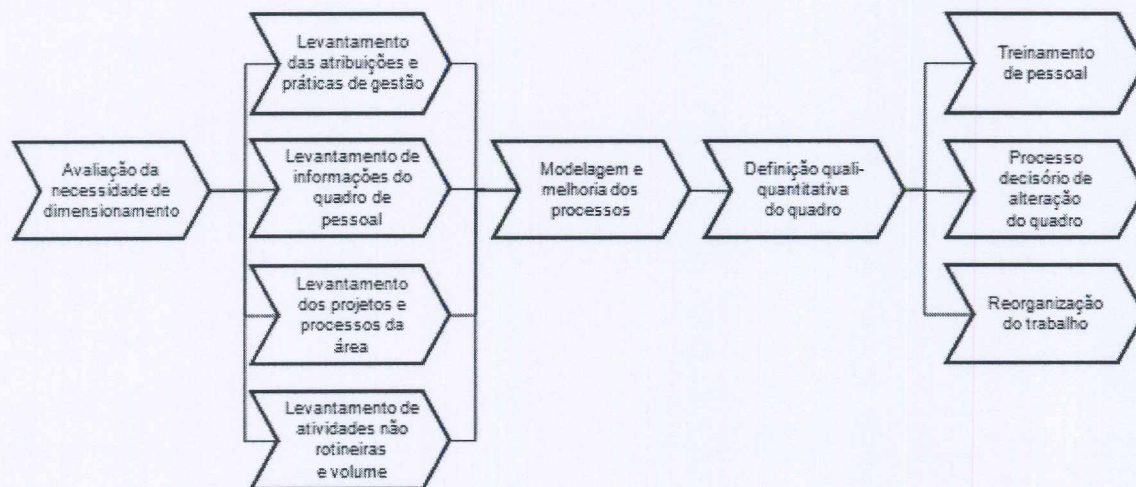 Avaliação da
necessidade de
dimensionamento
Levantamento
das atribuições e
práticas de gestão
Levantamento de
informações do
quadro de
pessoal
Levantamento
dos projetos e
processos da
área
Levantamento de
atividades não
rotineiras
e volume
Modelagem e
melhoria dos
processos
Definição quali-
quantitativa
do quadro
Treinamento
de pessoal
Processo
decisório de
alteração
do quadro
Reorganização
do trabalho